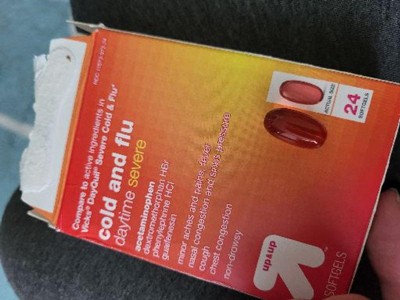 Compare to active ingredients in
Vicks® DayQuil™ Severe Cold & Flu*
cold and flu
daytime severe
acetaminophen
dextromethorphan HBr
phenylephrine HCl
guaifenesin
minor aches and pains, fever
nasal congestion and sinus pressure
cough
chest congestion
non-drowsy
ACTUAL SIZE
24
SOFTGELS
up&up
SOFTGELS